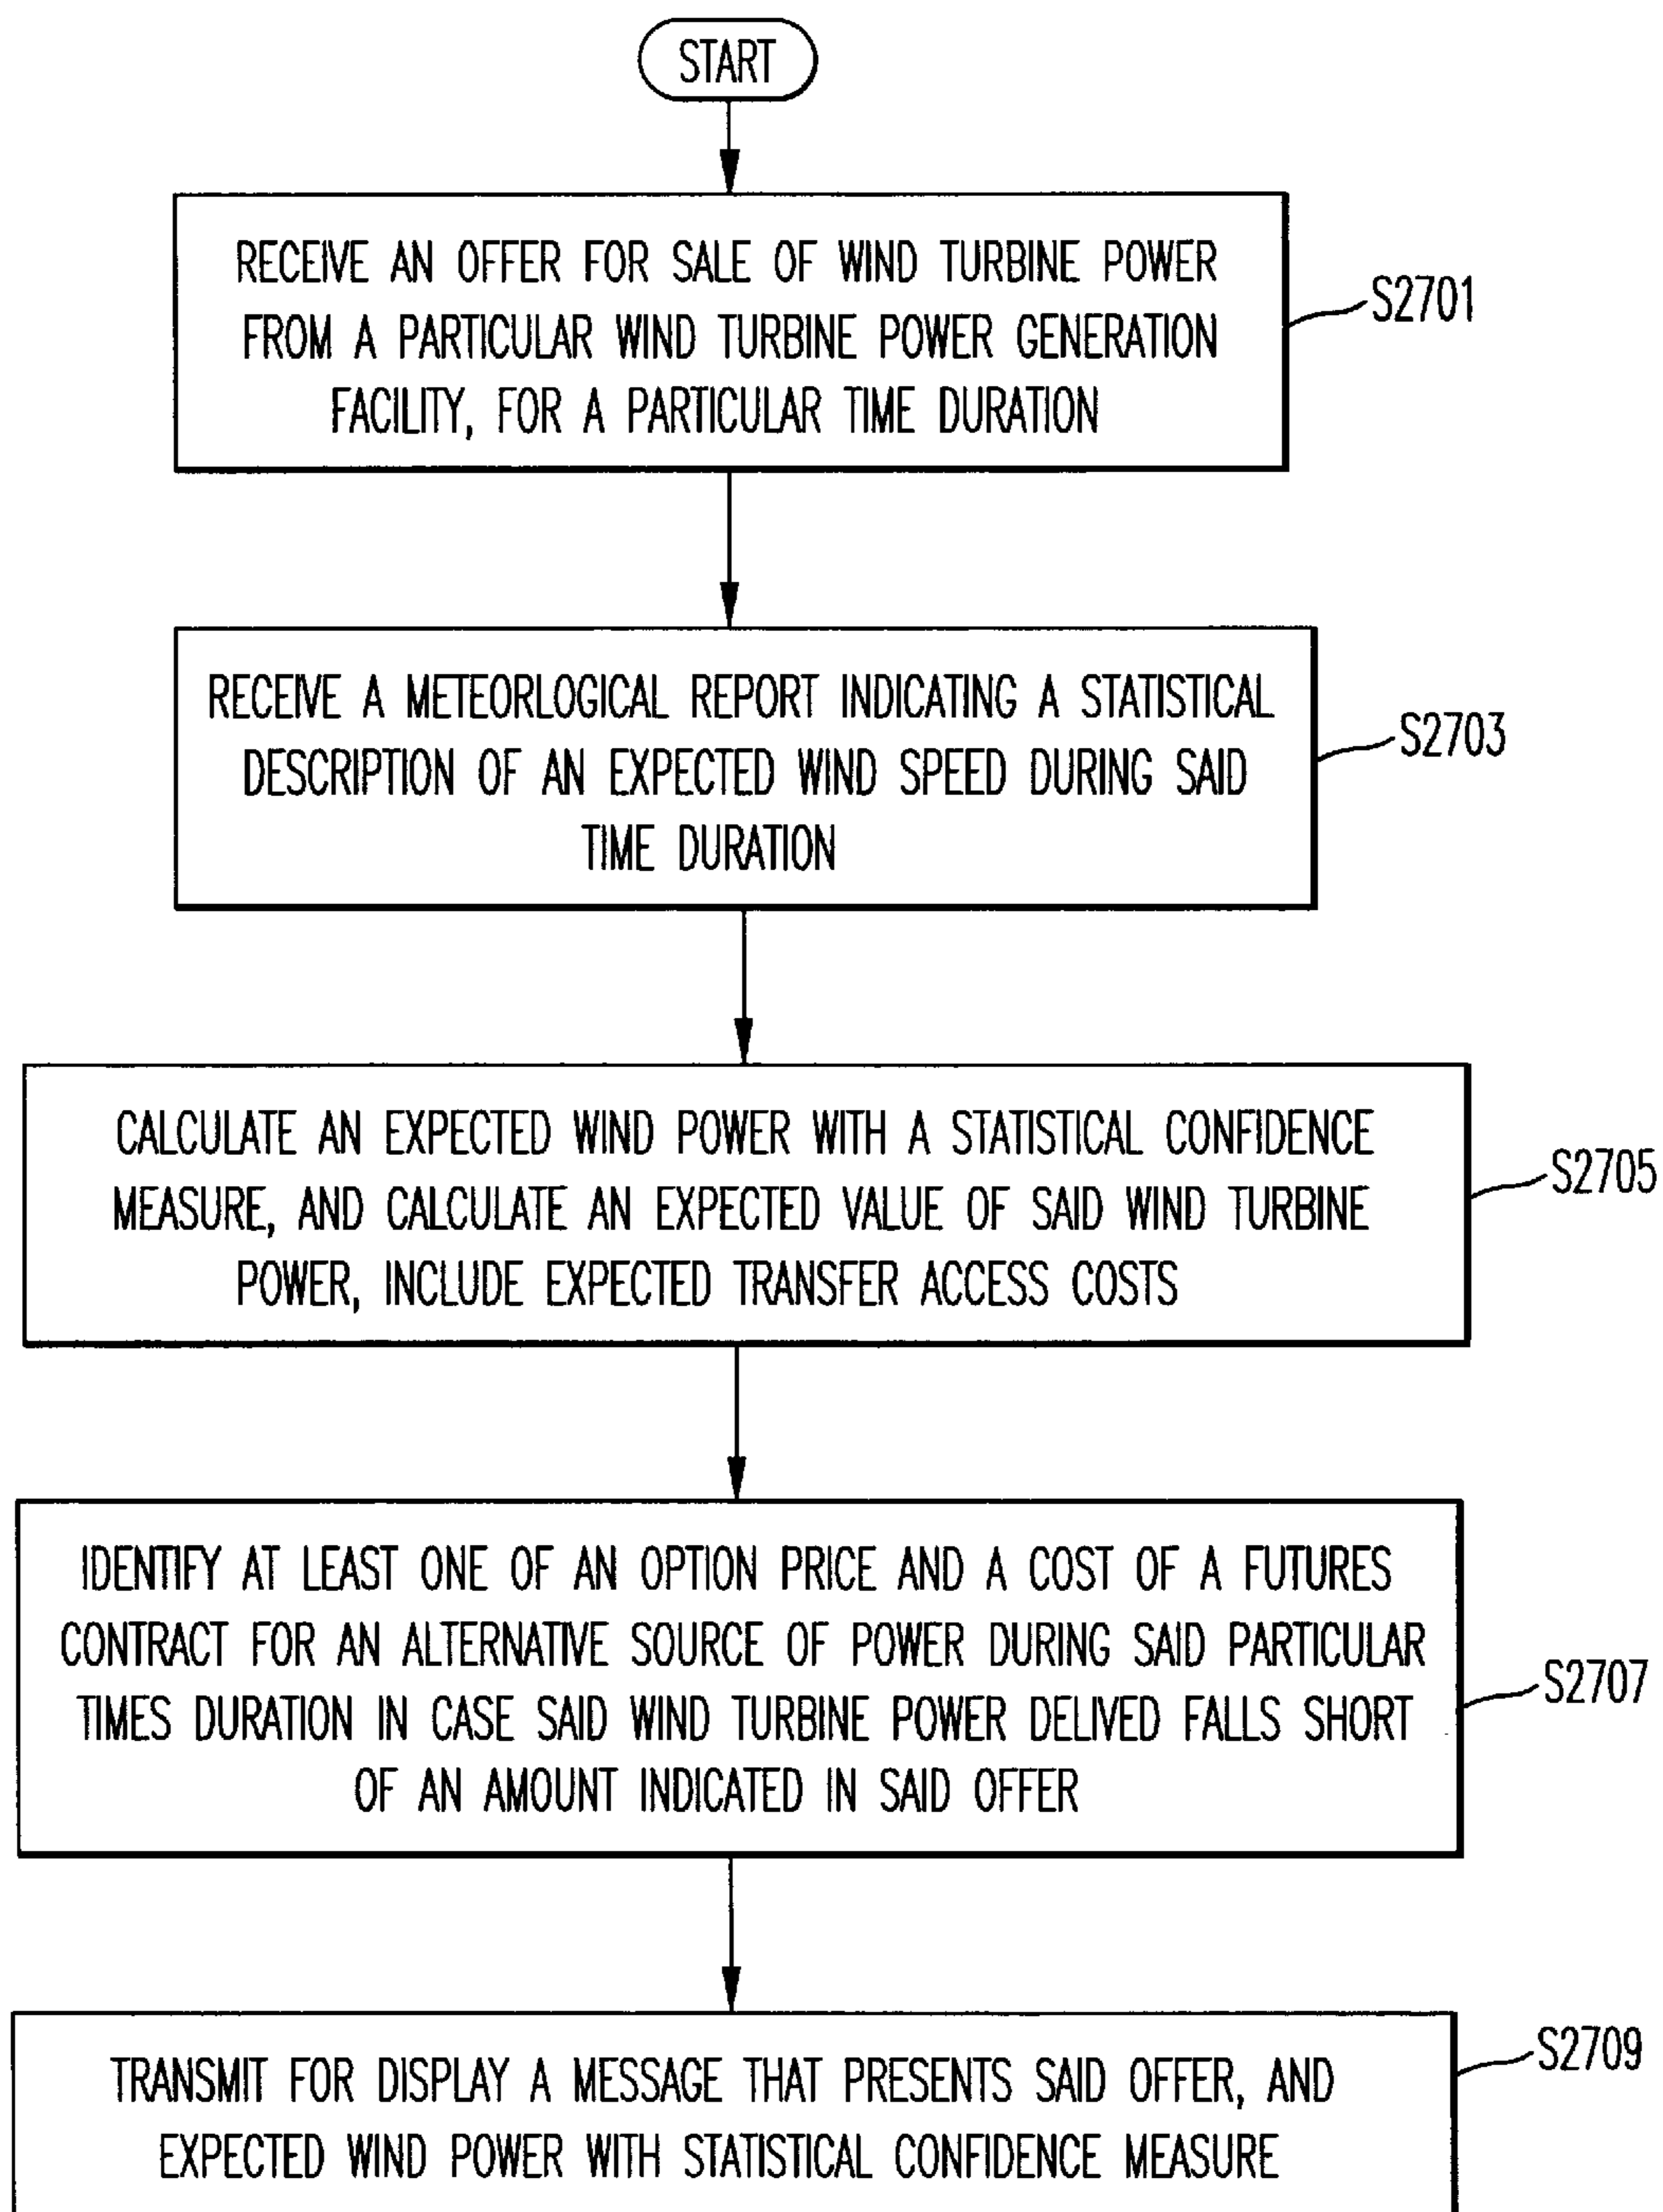 START
RECEIVE AN OFFER FOR SALE OF WIND TURBINE POWER
FROM A PARTICULAR WIND TURBINE POWER GENERATION
FACILITY, FOR A PARTICULAR TIME DURATION
S2701
RECEIVE A METEORLOGICAL REPORT INDICATING A STATISTICAL
DESCRIPTION OF AN EXPECTED WIND SPEED DURING SAID
TIME DURATION
S2703
CALCULATE AN EXPECTED WIND POWER WITH A STATISTICAL CONFIDENCE
MEASURE, AND CALCULATE AN EXPECTED VALUE OF SAID WIND TURBINE
POWER, INCLUDE EXPECTED TRANSFER ACCESS COSTS
S2705
IDENTIFY AT LEAST ONE OF AN OPTION PRICE AND A COST OF A FUTURES
CONTRACT FOR AN ALTERNATIVE SOURCE OF POWER DURING SAID PARTICULAR
TIMES DURATION IN CASE SAID WIND TURBINE POWER DELIVED FALLS SHORT
OF AN AMOUNT INDICATED IN SAID OFFER
S2707
TRANSMIT FOR DISPLAY A MESSAGE THAT PRESENTS SAID OFFER, AND
EXPECTED WIND POWER WITH STATISTICAL CONFIDENCE MEASURE
S2709